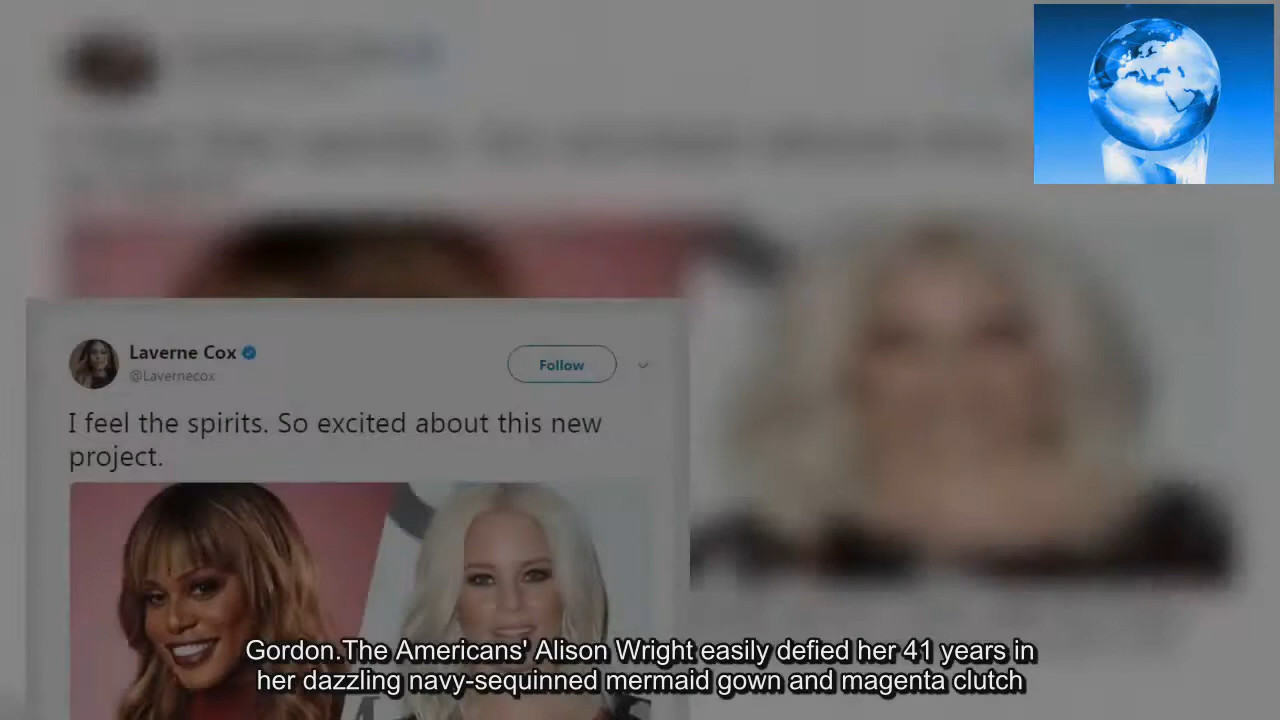 Laverne Cox
@Lavernecox
Follow
I feel the spirits. So excited about this new
project.
Gordon.The Americans' Alison Wright easily defied her 41 years in
her dazzling navy-sequinned mermaid gown and magenta clutch